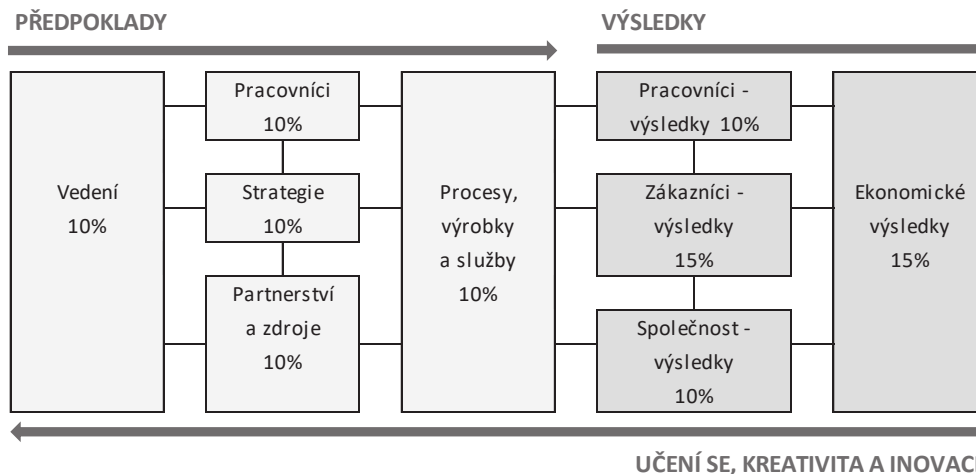 PŘEDPOKLADY
VÝSLEDKY
Vedení
10%
Pracovníci
10%
Strategie
10%
Partnerství
a zdroje
10%
Procesy,
výrobky
a služby
10%
Pracovníci -
výsledky 10%
Zákazníci -
výsledky
15%
Společnost -
výsledky
10%
Ekonomické
výsledky
15%
UČENÍ SE, KREATIVITA A INOVACE